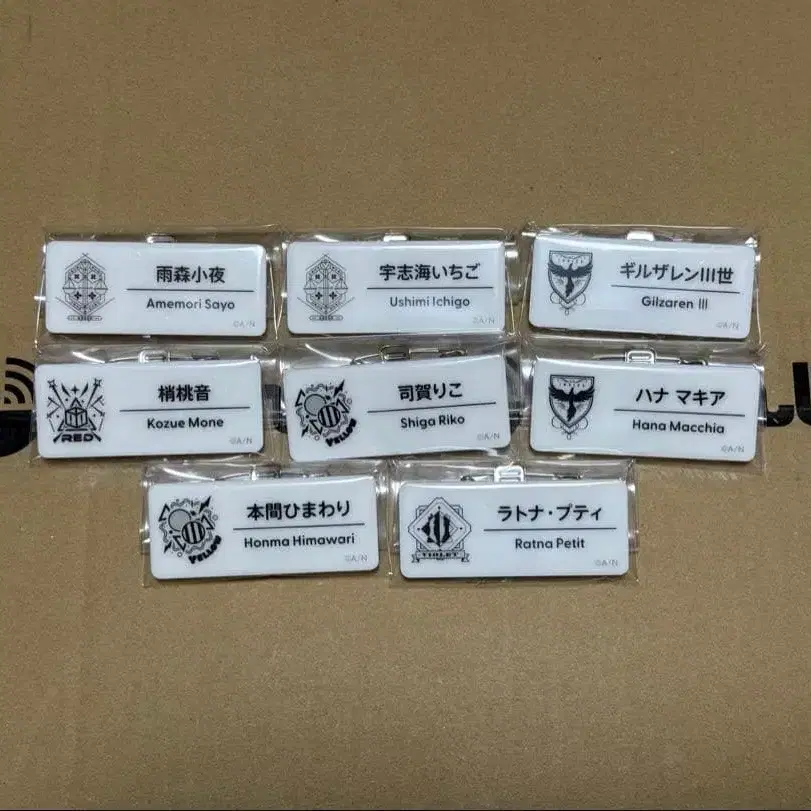 雨森小夜
Amemori Sayo
©A/N
宇志海いちご
Ushimi Ichigo
©A/N
ギルザレンIII世
Gilzaren III
©A/N
RED
梢桃音
Kozue Mone
©A/N
YELLOW
司賀りこ
Shiga Riko
©A/N
ハナ マキア
Hana Macchia
©A/N
YELLOW
本間ひまわり
Honma Himawari
©A/N
VIOLET
ラトナ・プティ
Ratna Petit
©A/N